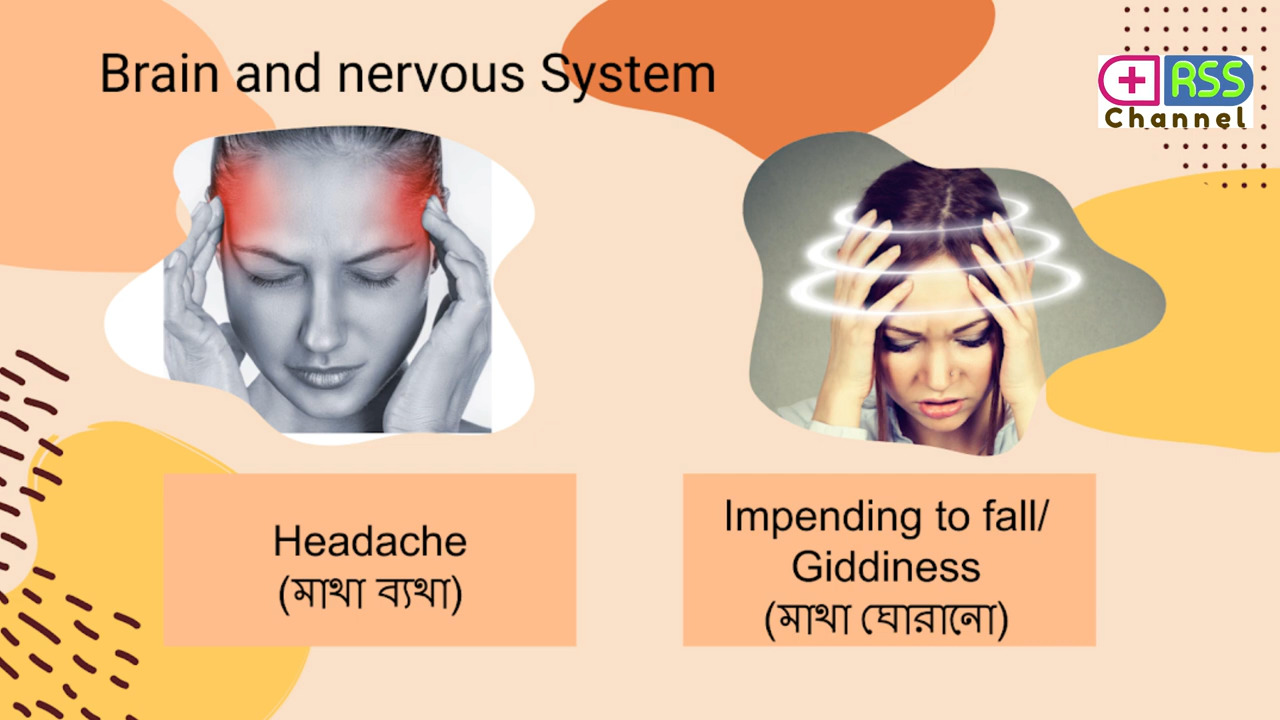 Brain and nervous System
RSS
Channel
Headache
(মাথা ব্যথা)
Impending to fall/
Giddiness
(মাথা ঘোরানো)